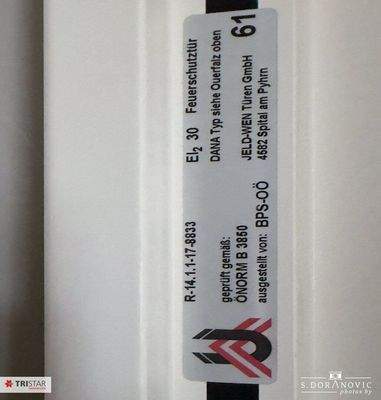 R-14.1.1-17-8833
EI2 30 Feuerschutztür
geprüft gemäß:
DANA Typ siehe Querfalz oben
ÖNORM B 3850
ausgestellt von: BPS-OÖ
JELD-WEN Türen GmbH
4582 Spital am Pyhrn
61
TRISTAR
S.DORANOVIC
photos by